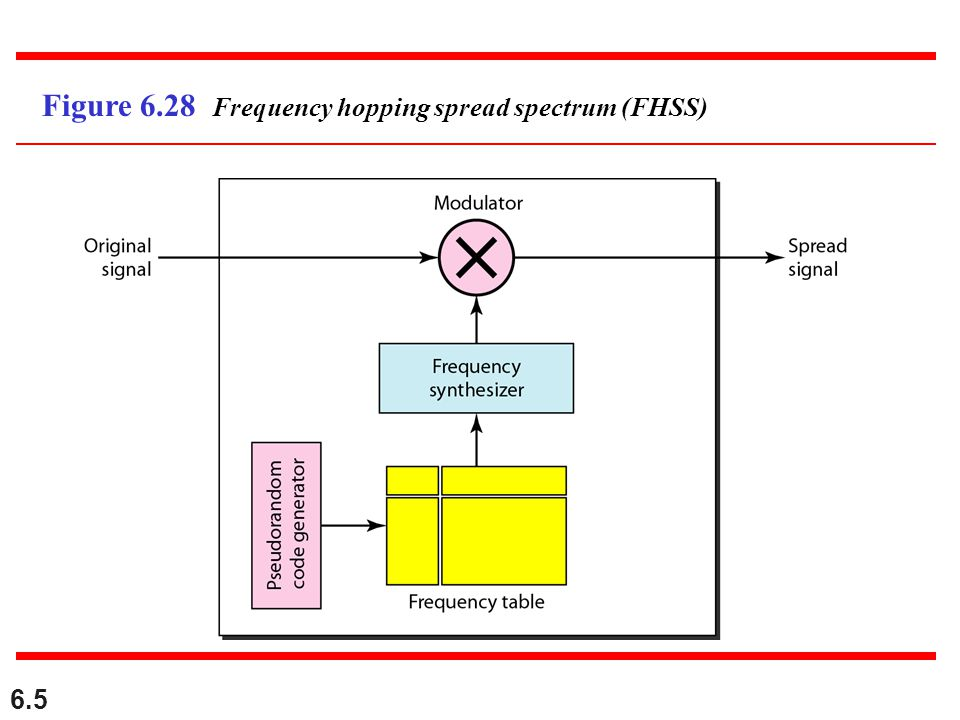 Figure 6.28 Frequency hopping spread spectrum (FHSS)
Modulator
Original
signal
Spread
signal
Frequency
synthesizer
Pseudorandom
code generator
Frequency table
6.5